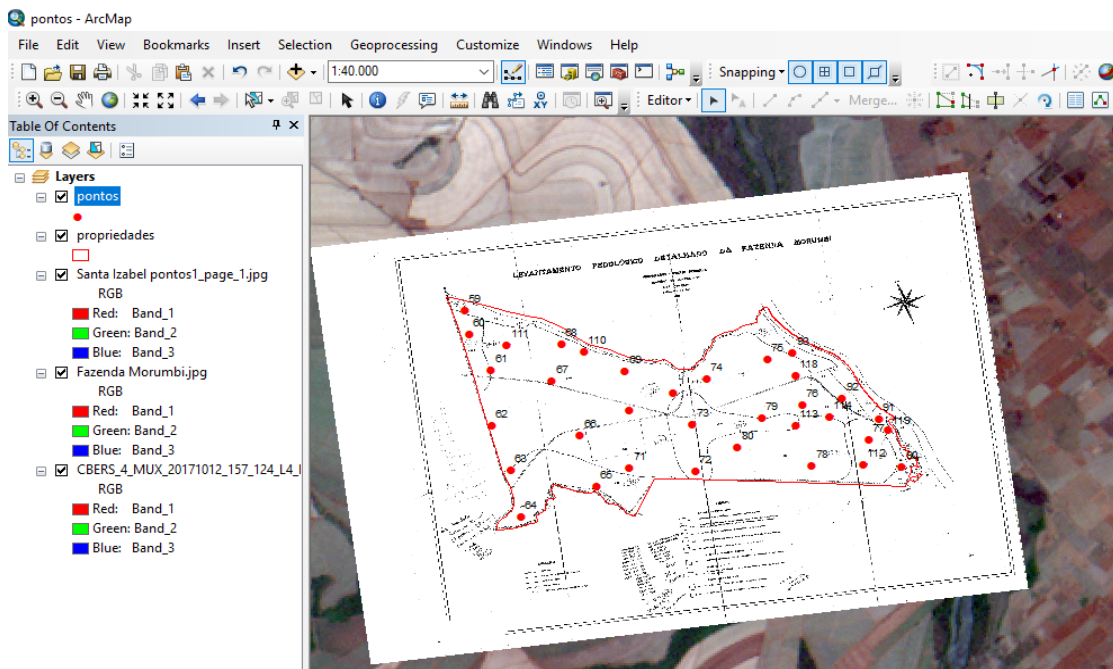 pontos - ArcMap
File Edit View Bookmarks Insert Selection Geoprocessing Customize Windows Help
1:40.000
Snapping
Editor
Merge...
Table Of Contents
Layers
pontos
propriedades
Santa Izabel pontos1_page_1.jpg
RGB
Red: Band_1
Green: Band_2
Blue: Band_3
Fazenda Morumbi.jpg
RGB
Red: Band_1
Green: Band_2
Blue: Band_3
CBERS_4_MUX_20171012_157_124_L4_
RGB
Red: Band_1
Green: Band_2
Blue: Band_3
LEVANTAMENTO PEDOLÓGICO DETALHADO DA FAZENDA MORUMBI
59
60
111
68
110
61
67
69
74
75
93
118
92
62
66
73
79
76
113
114
91
119
77
80
63
71
72
78
112
90
65
64